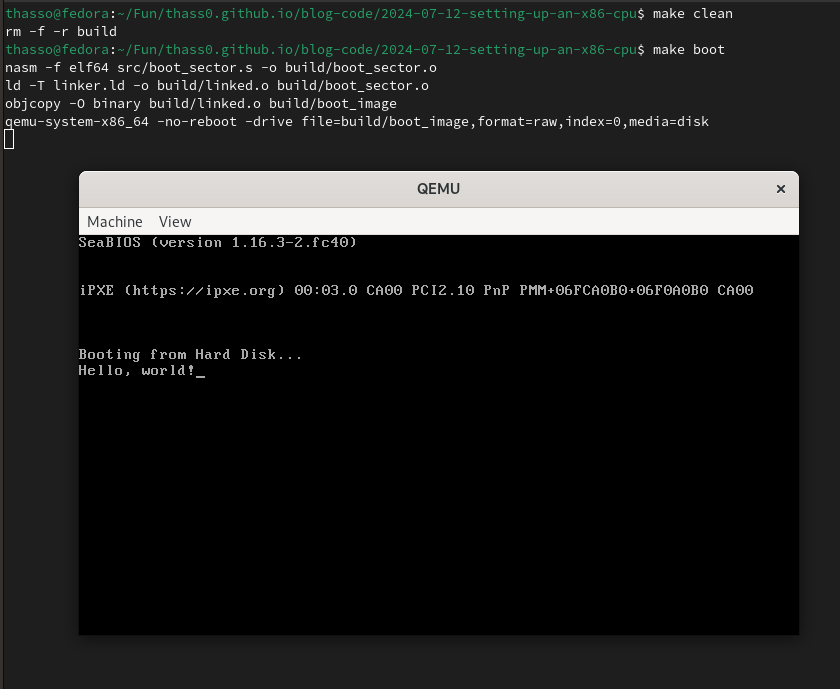 thasso@fedora:~/Fun/thass0.github.io/blog-code/2024-07-12-setting-up-an-x86-cpu$ make clean
rm -f -r build
thasso@fedora:~/Fun/thass0.github.io/blog-code/2024-07-12-setting-up-an-x86-cpu$ make boot
nasm -f elf64 src/boot_sector.s -o build/boot_sector.o
ld -T linker.ld -o build/linked.o build/boot_sector.o
objcopy -O binary build/linked.o build/boot_image
qemu-system-x86_64 -no-reboot -drive file=build/boot_image,format=raw,index=0,media=disk
QEMU
Machine View
SeaBIOS (version 1.16.3-2.fc40)
iPXE (https://ipxe.org) 00:03.0 CA00 PCI2.10 PnP PMM+06FCA0B0+06F0A0B0 CA00
Booting from Hard Disk...
Hello, world!_